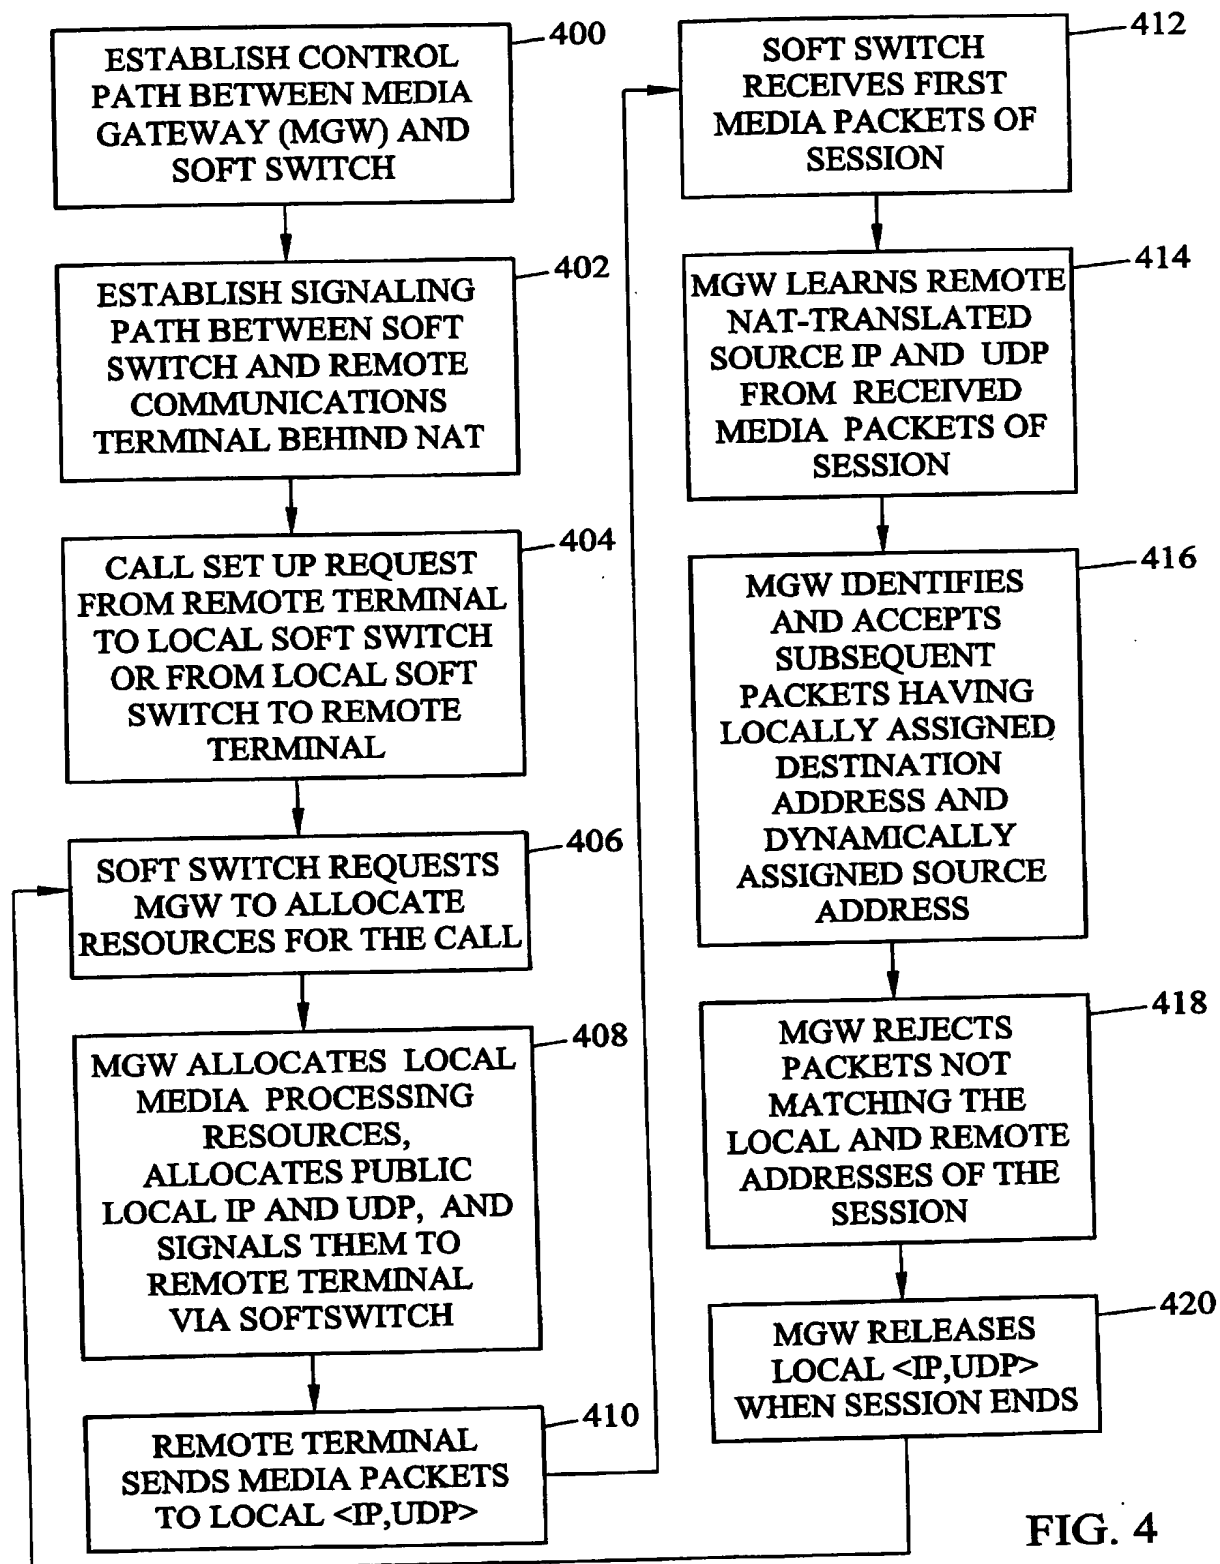 ESTABLISH CONTROL
PATH BETWEEN MEDIA
GATEWAY (MGW) AND
SOFT SWITCH
400
ESTABLISH SIGNALING
PATH BETWEEN SOFT
SWITCH AND REMOTE
COMMUNICATIONS
TERMINAL BEHIND NAT
402
CALL SET UP REQUEST
FROM REMOTE TERMINAL
TO LOCAL SOFT SWITCH
OR FROM LOCAL SOFT
SWITCH TO REMOTE
TERMINAL
404
SOFT SWITCH REQUESTS
MGW TO ALLOCATE
RESOURCES FOR THE CALL
406
MGW ALLOCATES LOCAL
MEDIA PROCESSING
RESOURCES,
ALLOCATES PUBLIC
LOCAL IP AND UDP, AND
SIGNALS THEM TO
REMOTE TERMINAL
VIA SOFTSWITCH
408
REMOTE TERMINAL
SENDS MEDIA PACKETS
TO LOCAL <IP,UDP>
410
SOFT SWITCH
RECEIVES FIRST
MEDIA PACKETS OF
SESSION
412
MGW LEARNS REMOTE
NAT-TRANSLATED
SOURCE IP AND UDP
FROM RECEIVED
MEDIA PACKETS OF
SESSION
414
MGW IDENTIFIES
AND ACCEPTS
SUBSEQUENT
PACKETS HAVING
LOCALLY ASSIGNED
DESTINATION
ADDRESS AND
DYNAMICALLY
ASSIGNED SOURCE
ADDRESS
416
MGW REJECTS
PACKETS NOT
MATCHING THE
LOCAL AND REMOTE
ADDRESSES OF THE
SESSION
418
MGW RELEASES
LOCAL <IP,UDP>
WHEN SESSION ENDS
420
FIG. 4